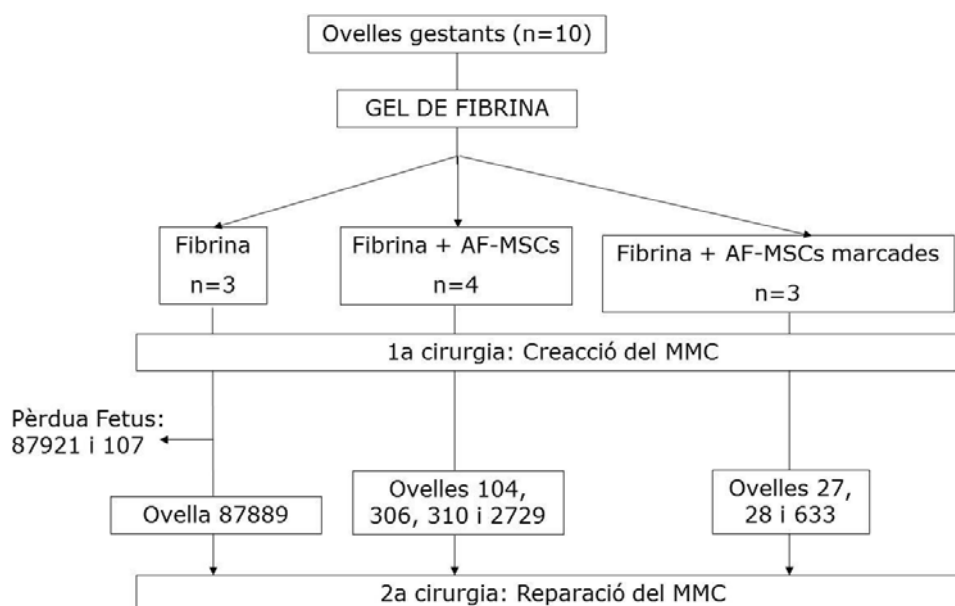 Ovelles gestants (n=10)
GEL DE FIBRINA
Fibrina
n=3
Fibrina + AF-MSCs
n=4
Fibrina + AF-MSCs marcades
n=3
1a cirurgia: Creacció del MMC
Pèrdua Fetus:
87921 i 107
Ovella 87889
Ovelles 104,
306, 310 i 2729
Ovelles 27,
28 i 633
2a cirurgia: Reparació del MMC